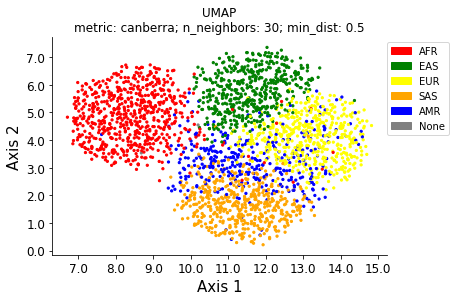 UMAP
metric: canberra; n_neighbors: 30; min_dist: 0.5
AFR
EAS
EUR
SAS
AMR
None
Axis 2
7.0
6.0
5.0
4.0
3.0
2.0
1.0
0.0
7.0 8.0 9.0 10.0 11.0 12.0 13.0 14.0 15.0
Axis 1